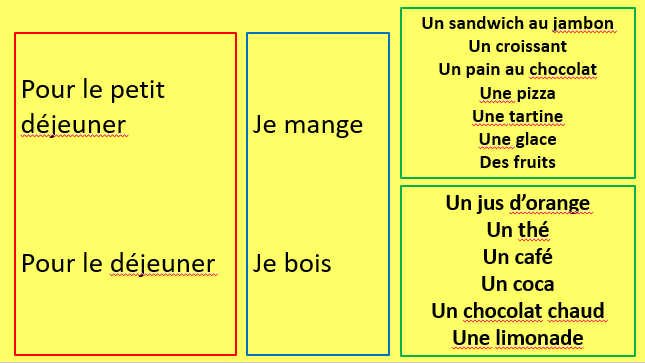 Pour le petit
déjeuner
Pour le déjeuner
Je mange
Je bois
Un sandwich au jambon
Un croissant
Un pain au chocolat
Une pizza
Une tartine
Une glace
Des fruits
Un jus d’orange
Un thé
Un café
Un coca
Un chocolat chaud
Une limonade